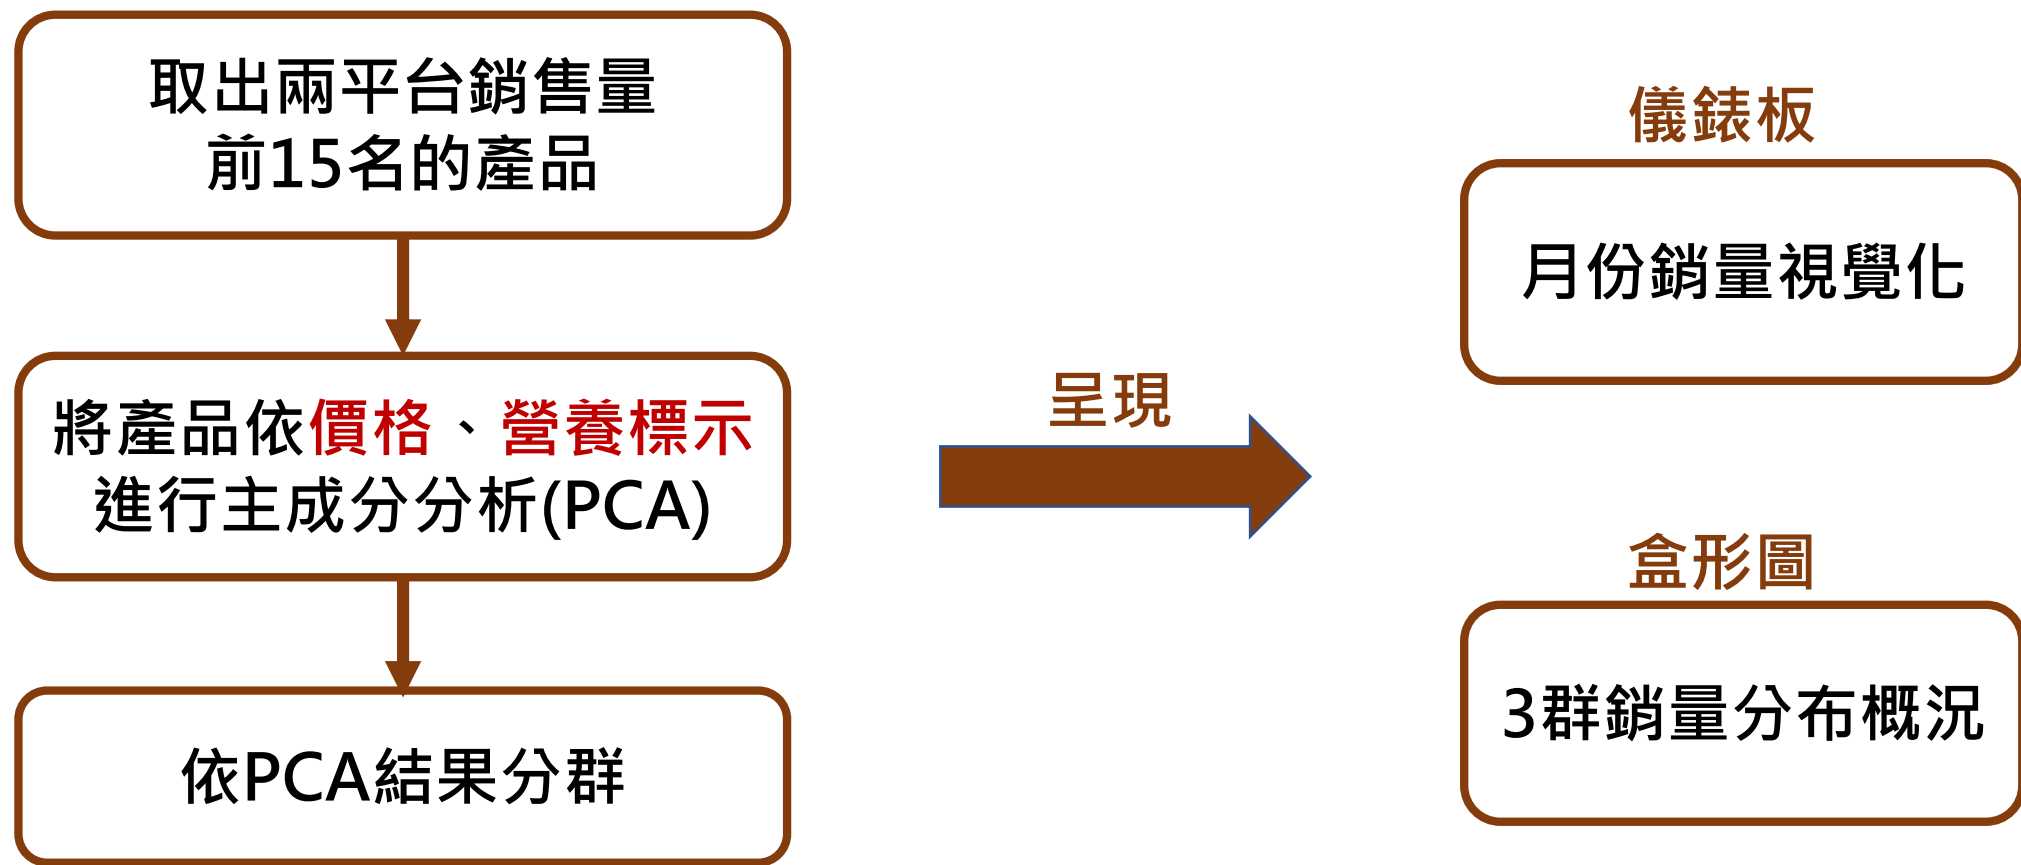 取出兩平台銷售量
前15名的產品
將產品依價格、營養標示
進行主成分分析(PCA)
依PCA結果分群
呈現
儀錶板
月份銷量視覺化
盒形圖
3群銷量分布概況